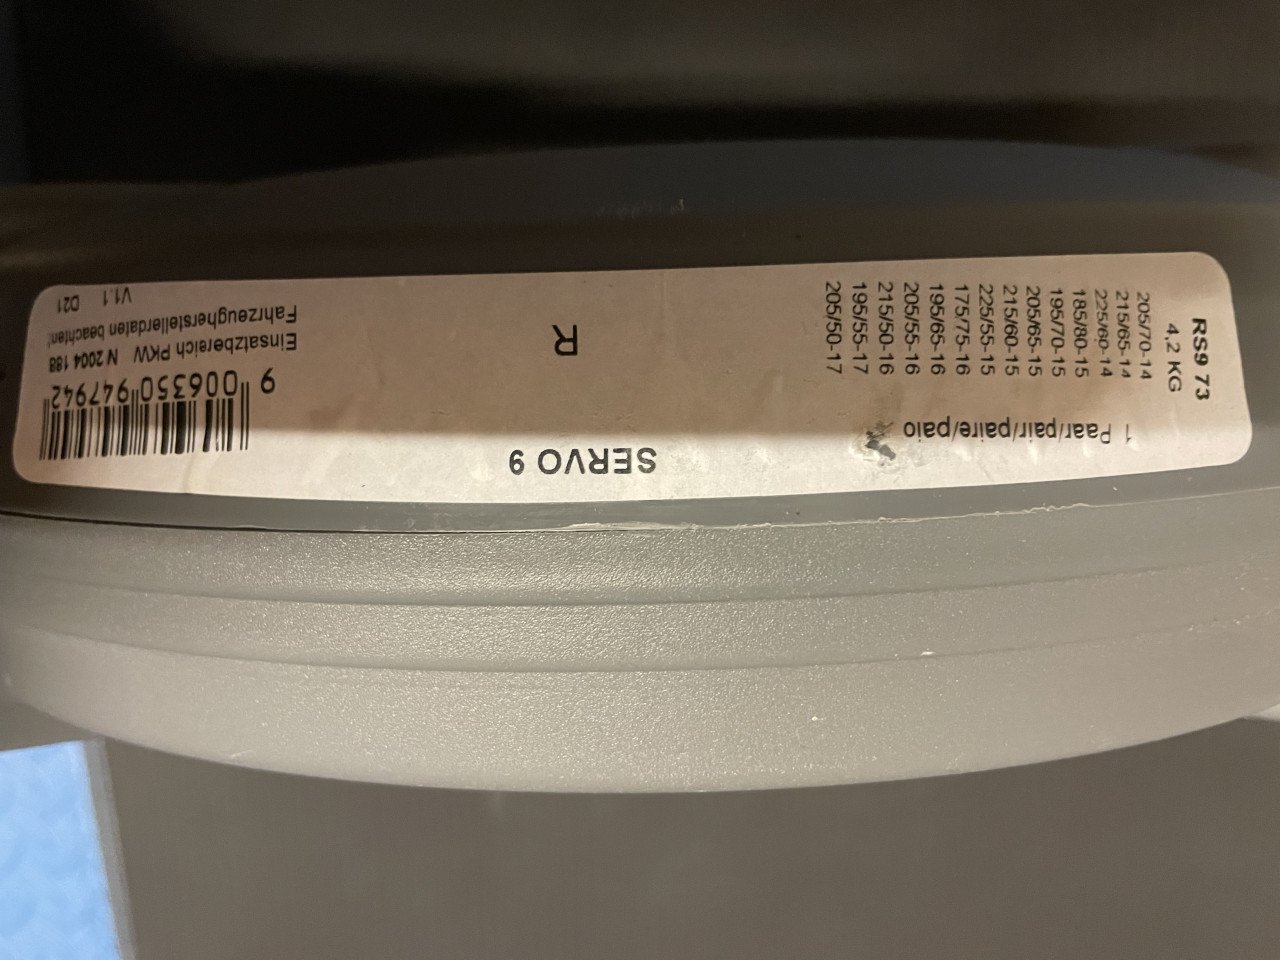 RS9 73
4,2 KG
205/70-14
215/65-14
225/60-14
185/80-15
195/70-15
205/65-15
215/60-15
225/55-15
175/75-16
195/65-16
205/55-16
215/50-16
195/55-17
205/50-17
1 Paar/pair/paire/paio
SERVO 9
R
9 006350 947942
Einsatzbereich PKW N 2004 188
Fahrzeugherstellerdaten beachten!
V1.1 D21